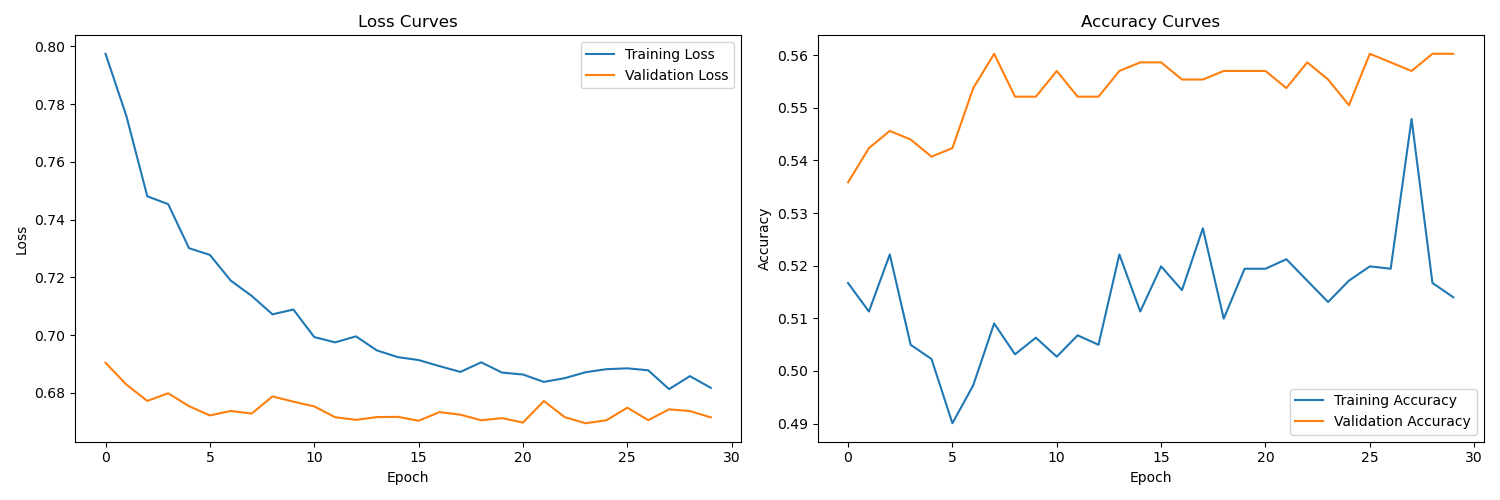 Loss Curves
0.80
0.78
0.76
0.74
0.72
0.70
0.68
Loss
0
5
10
15
20
25
30
Epoch
Training Loss
Validation Loss
Accuracy Curves
0.56
0.55
0.54
0.53
0.52
0.51
0.50
0.49
Accuracy
0
5
10
15
20
25
30
Epoch
Training Accuracy
Validation Accuracy